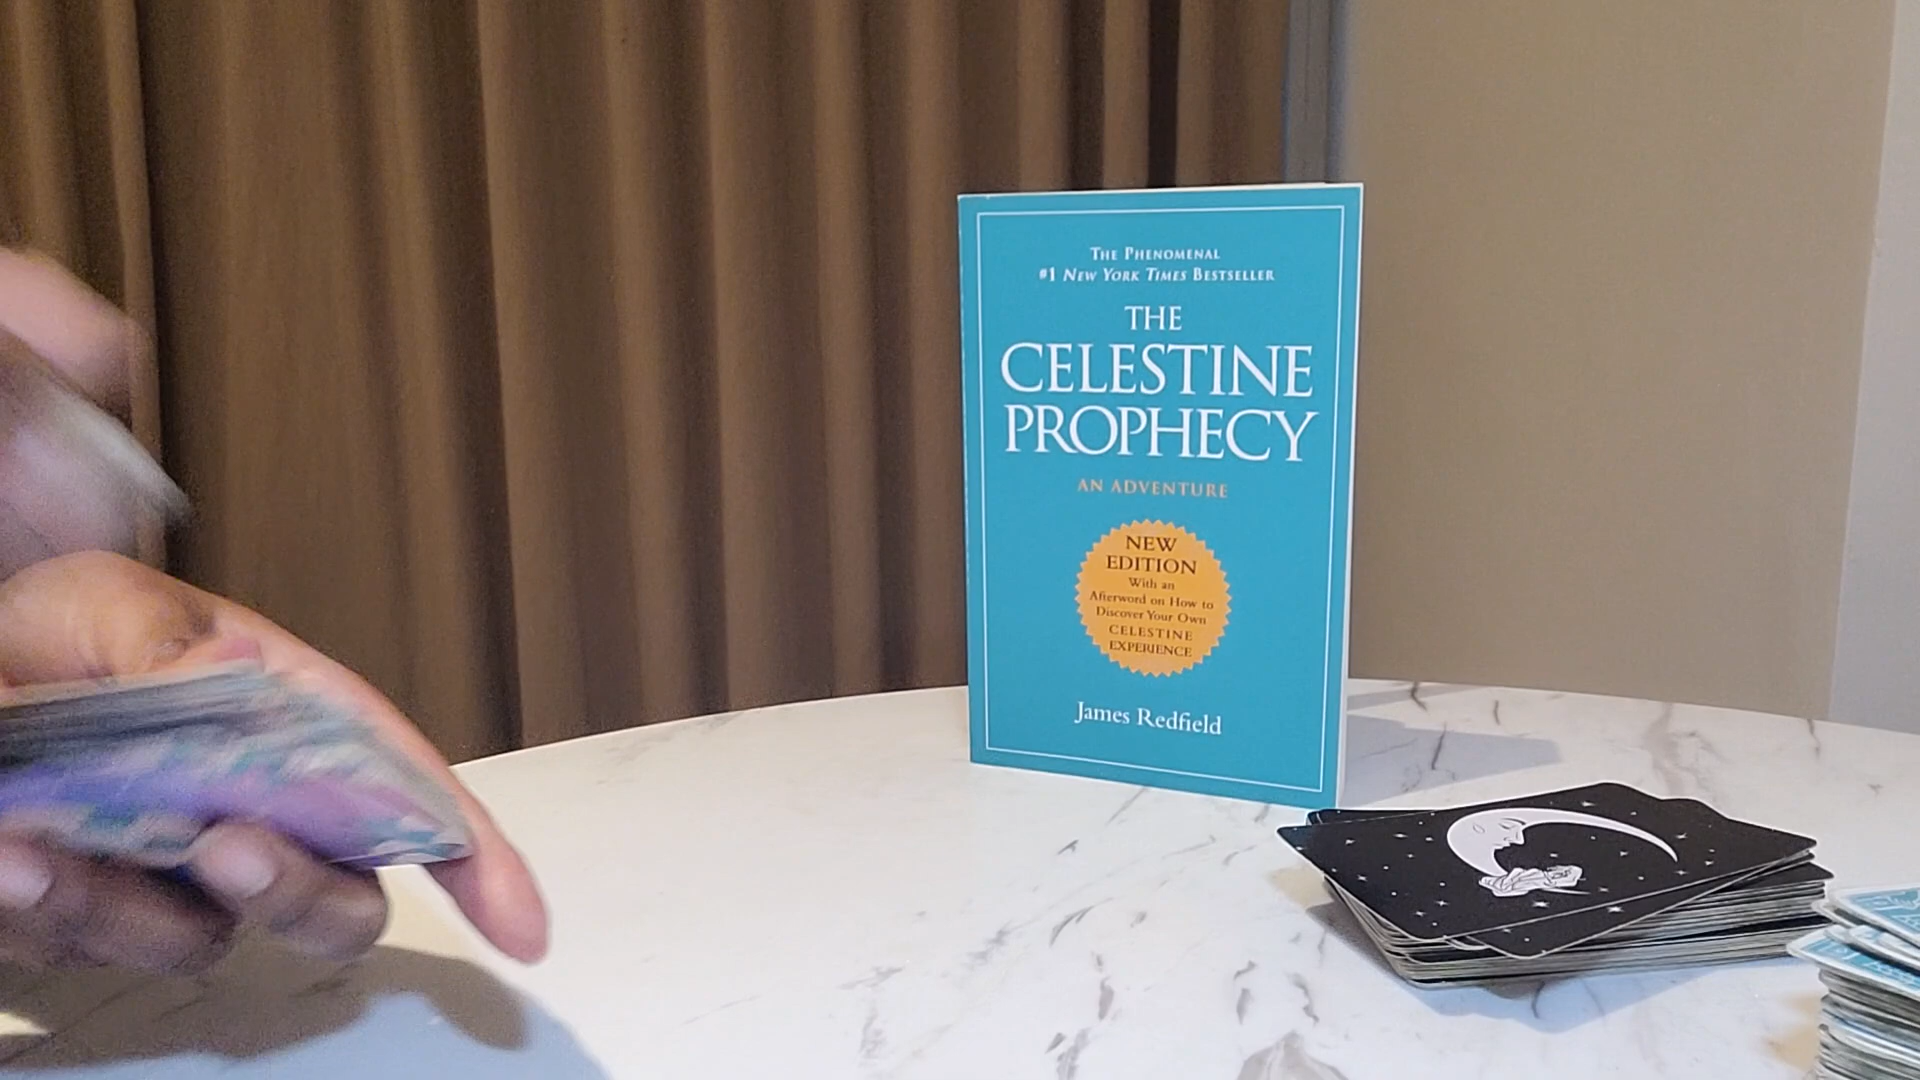 THE PHENOMENAL
#1 NEW YORK TIMES BESTSELLER
THE
CELESTINE
PROPHECY
AN ADVENTURE
NEW
EDITION
With an
Afterword on How to
Discover Your Own
CELESTINE
EXPERIENCE
James Redfield